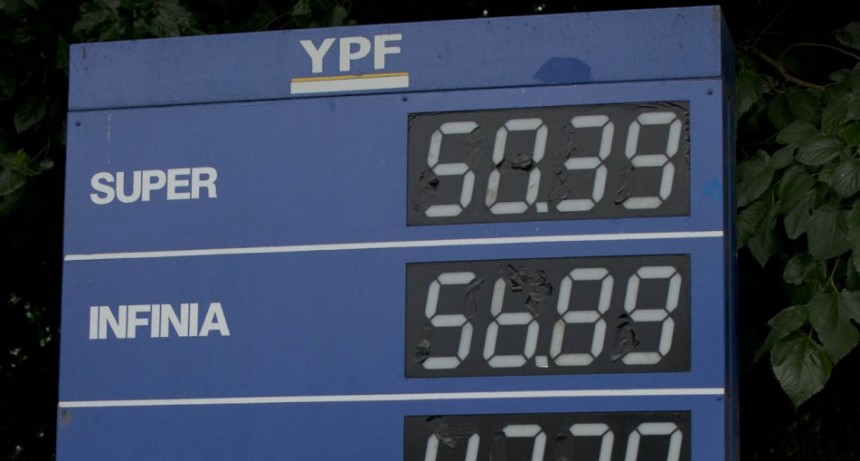 YPF
SUPER 50.39
INFINIA 56.89